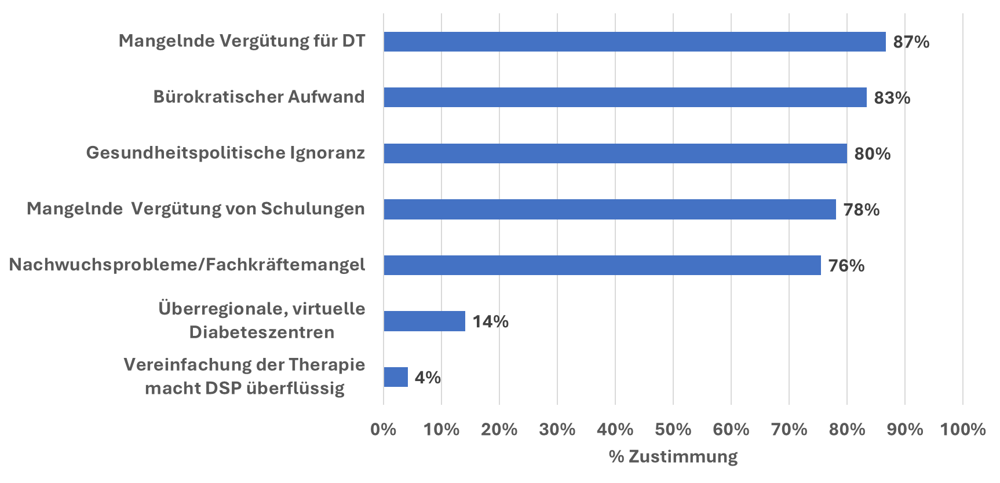 Mangelnde Vergütung für DT
87%
Bürokratischer Aufwand
83%
Gesundheitspolitische Ignoranz
80%
Mangelnde  Vergütung von Schulungen
78%
Nachwuchsprobleme/Fachkräftemangel
76%
Überregionale, virtuelle
Diabeteszentren
14%
Vereinfachung der Therapie
macht DSP überflüssig
4%
0% 10% 20% 30% 40% 50% 60% 70% 80% 90% 100%
% Zustimmung